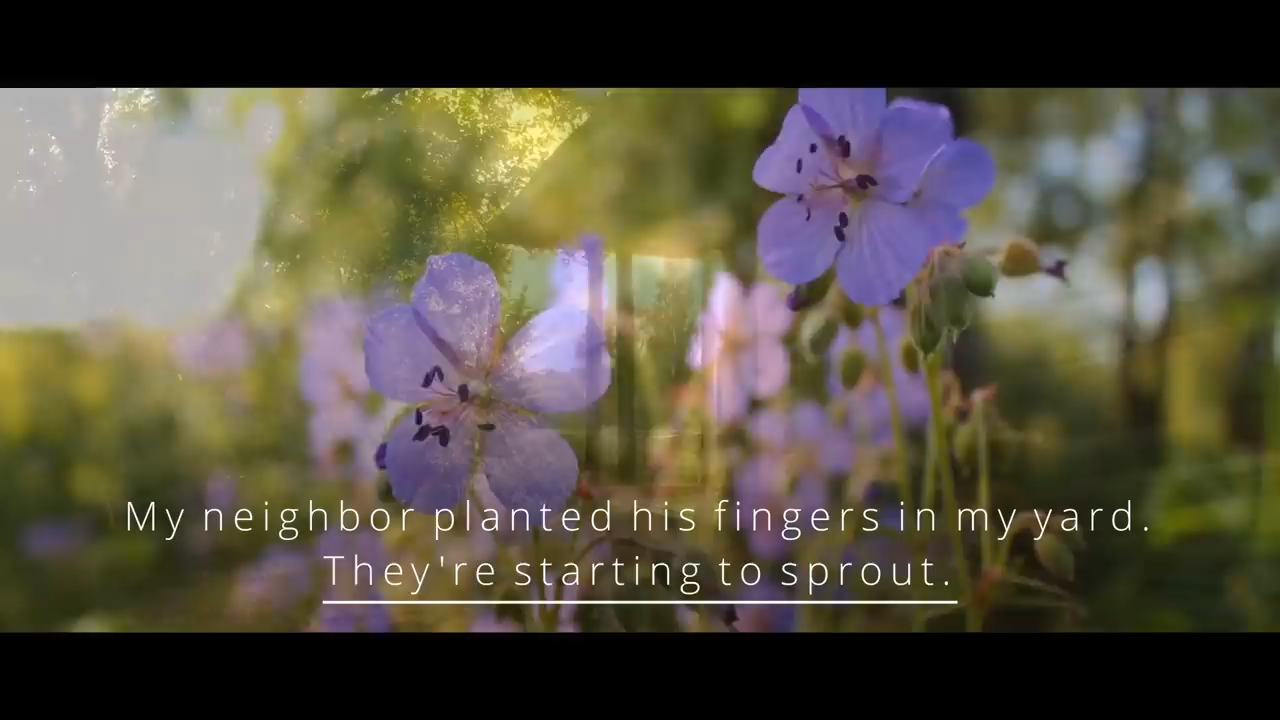 My neighbor planted his fingers in my yard.
They're starting to sprout.